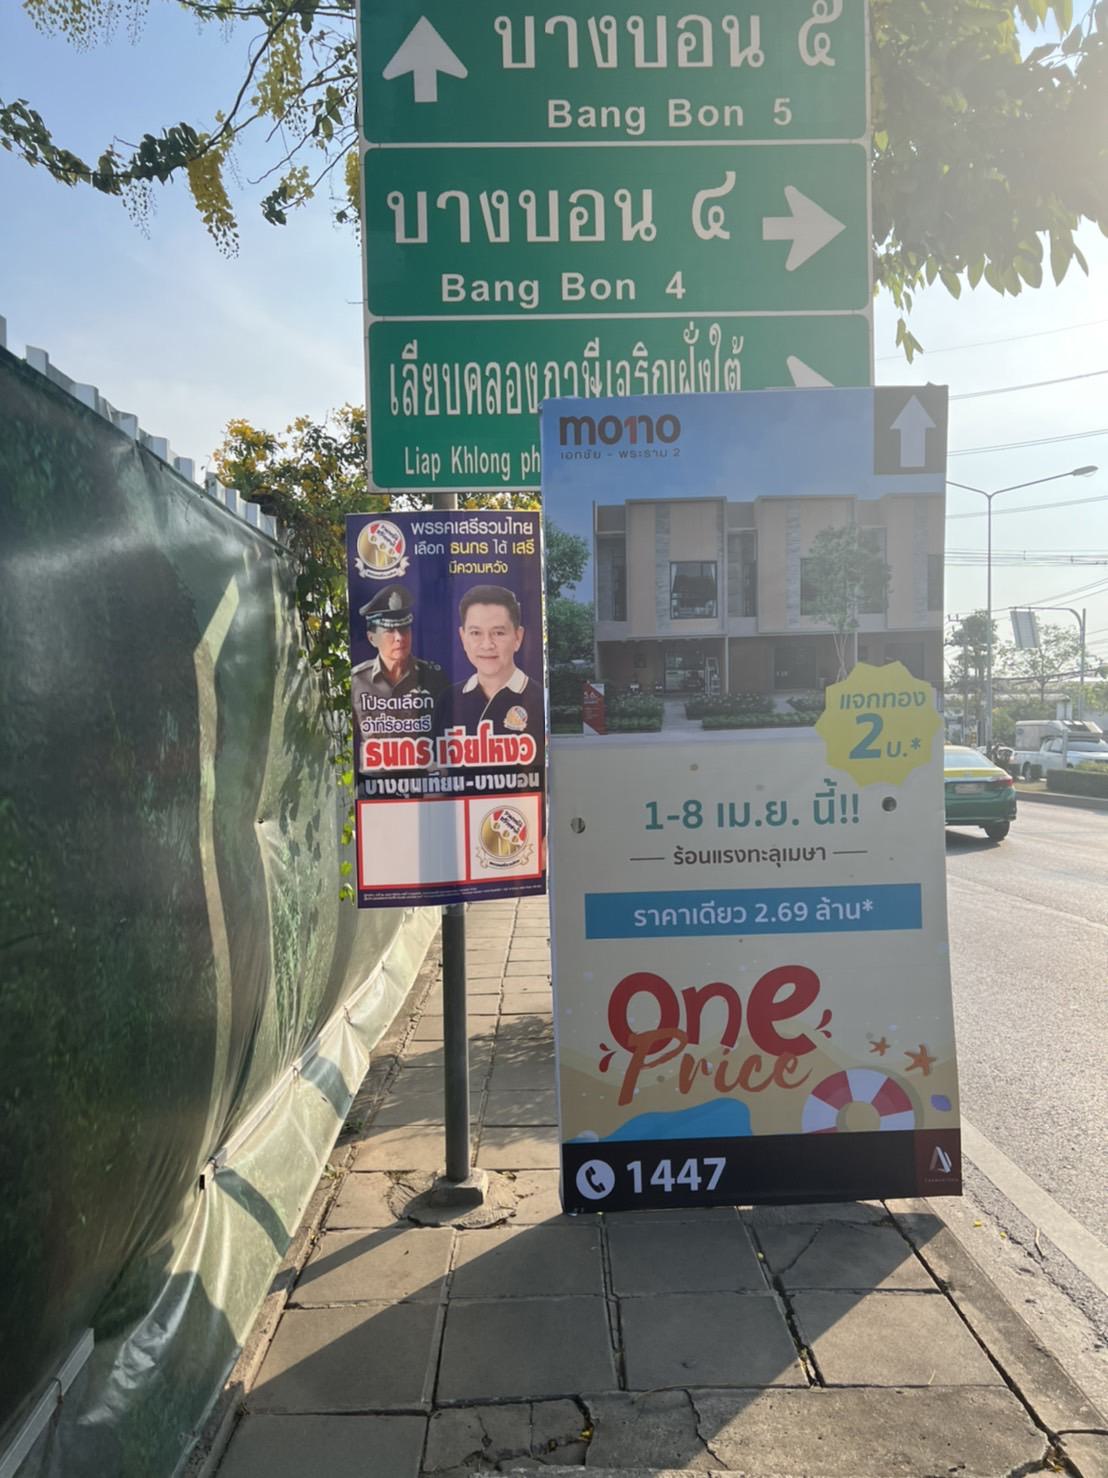 บางบอน ๕
Bang Bon 5
บางบอน ๔
Bang Bon 4
เลียบคลองภาษีเจริญฝั่งใต้
Liap Khlong ph
พรรคเสรีรวมไทย
เลือก ธนกร ได้ เสรี
มีความหวัง
โปรดเลือก
ว่าที่ร้อยตรี
ธนกร เจียโหงว
บางขุนเทียน-บางบอน
mono
เอกชัย - พระราม 2
แจกทอง
2 บ.*
1-8 เม.ย. นี้!!
ร้อนแรงทะลุเมษา
ราคาเดียว 2.69 ล้าน*
One
Price
1447